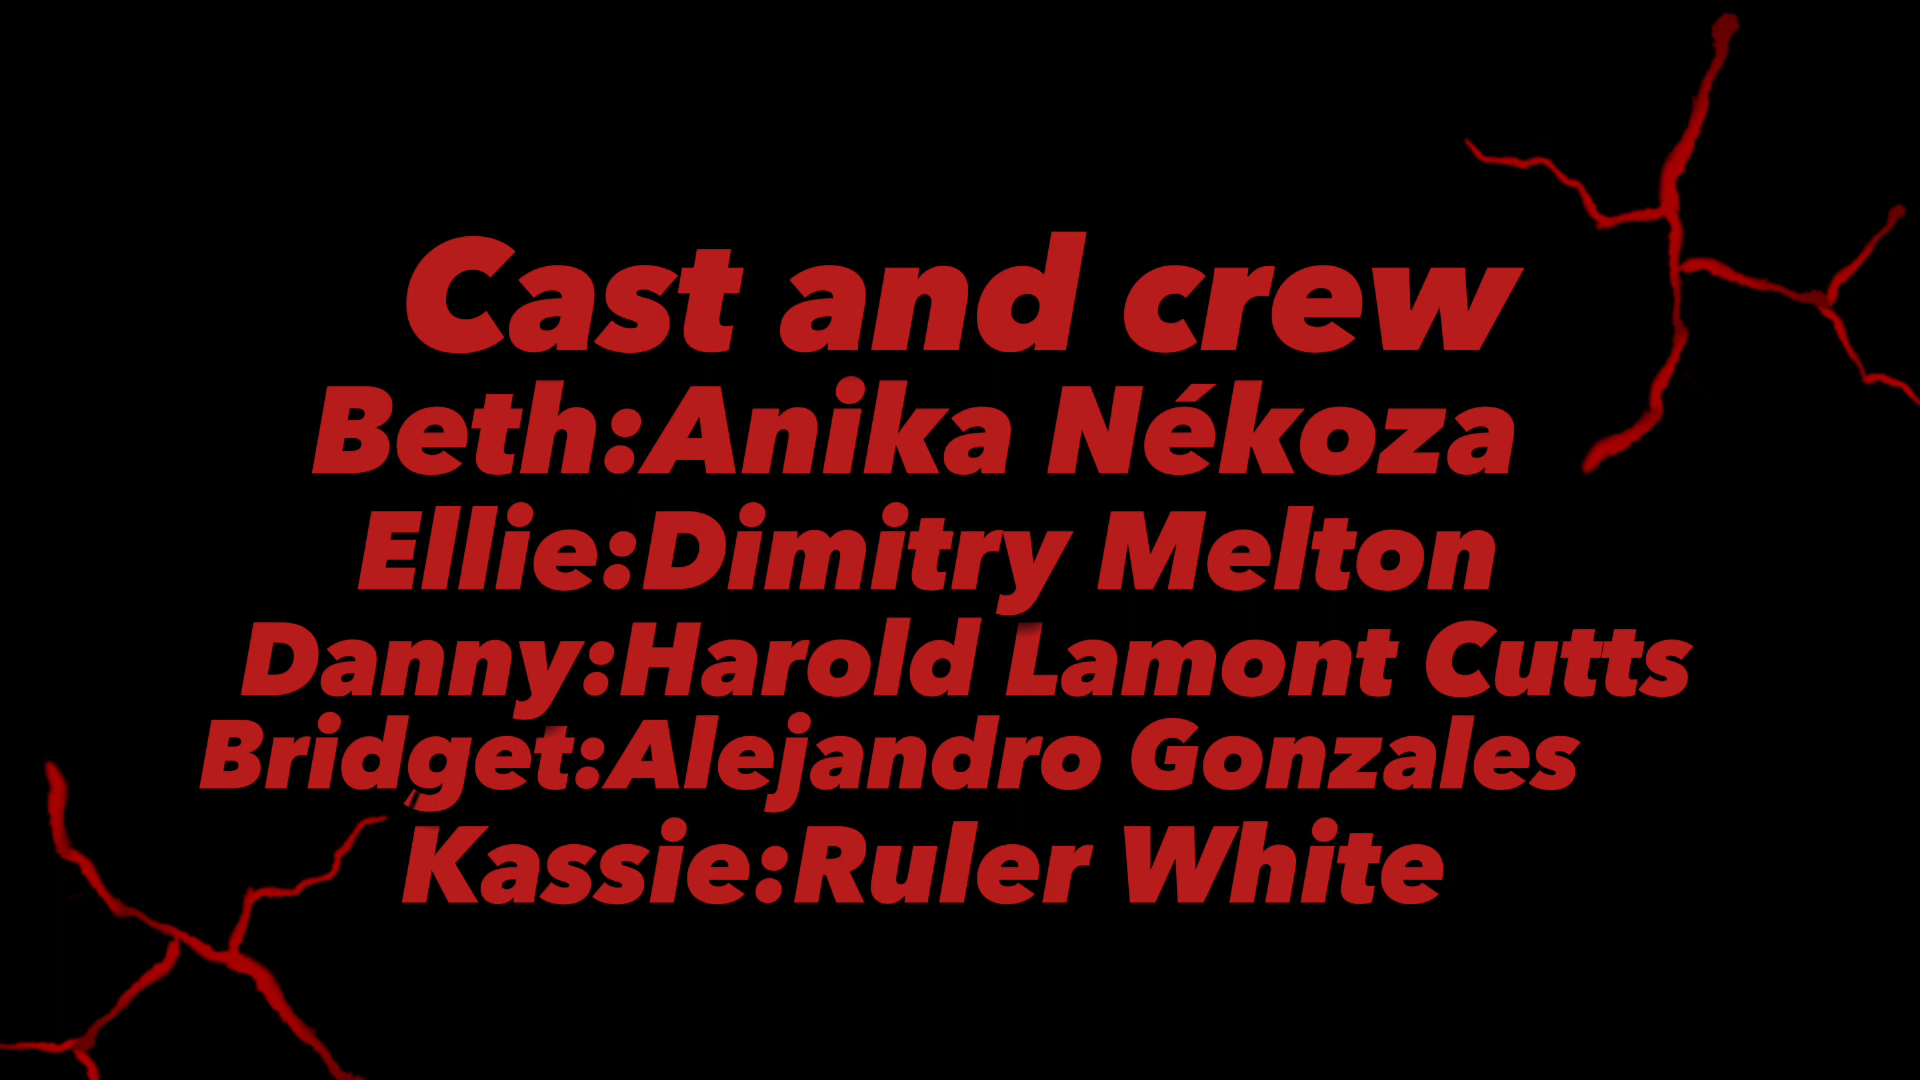 Cast and crew
Beth:Anika Nékoza
Ellie:Dimitry Melton
Danny:Harold Lamont Cutts
Bridget:Alejandro Gonzales
Kassie:Ruler White